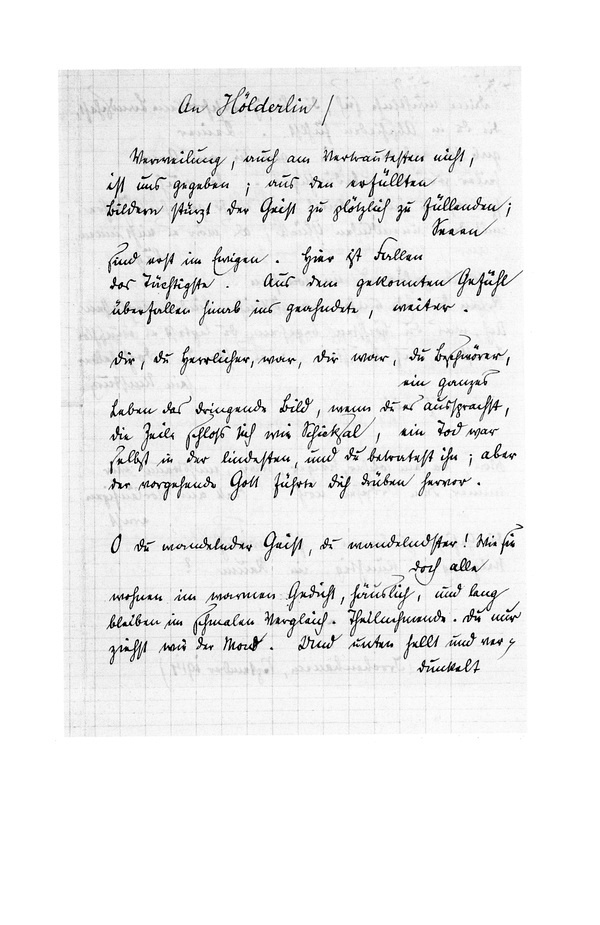 An Hölderlin /
Verweilung, auch am Vertrautesten nicht,
ist uns gegeben ; aus den erfüllten
Bildern stürzt der Geist zu plötzlich zu füllenden ;
Seeen
sind erst im Ewigen . Hier ist Fallen
das Tüchtigste . Aus dem gekonnten Gefühl
überfallen hinab ins geahndete, weiter .
Dir, du Herrlicher, war, dir war, du Beschwörer,
ein ganzes
Leben das dringende Bild, wenn du es aussprachst,
die Zeile schloss sich wie Schicksal, ein Tod war
selbst in der lindesten, und du betratest ihn ; aber
der vorgehende Gott führte dich drüben hervor .
O du wandelnder Geist, du wandelndster ! Wie sie
doch alle
wohnen im warmen Gedicht, häuslich, und lang
bleiben im schmalen Vergleich. Theilnehmende. Du nur
ziehst wie der Mond . Und unten hellt und ver-
dunkelt